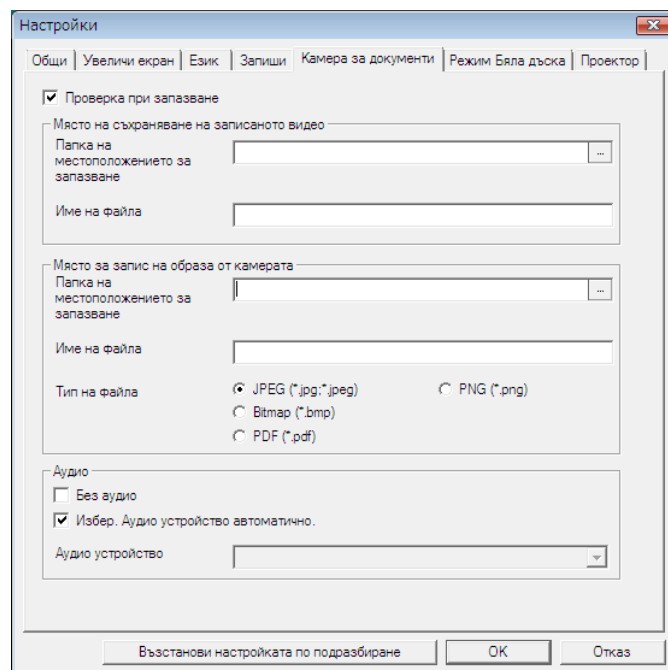 Настройки
Общи Увеличи екран Език Запиши Камера за документи Режим Бяла дъска Проектор
Проверка при запазване
Място на съхраняване на записаното видео
Папка на
местоположението за
запазване
...
Име на файла
Място за запис на образа от камерата
Папка на
местоположението за
запазване
...
Име на файла
Тип на файла
JPEG (*.jpg;*.jpeg) PNG (*.png)
Bitmap (*.bmp)
PDF (*.pdf)
Аудио
Без аудио
Избер. Аудио устройство автоматично.
Аудио устройство
Възстанови настройката по подразбиране OK Отказ